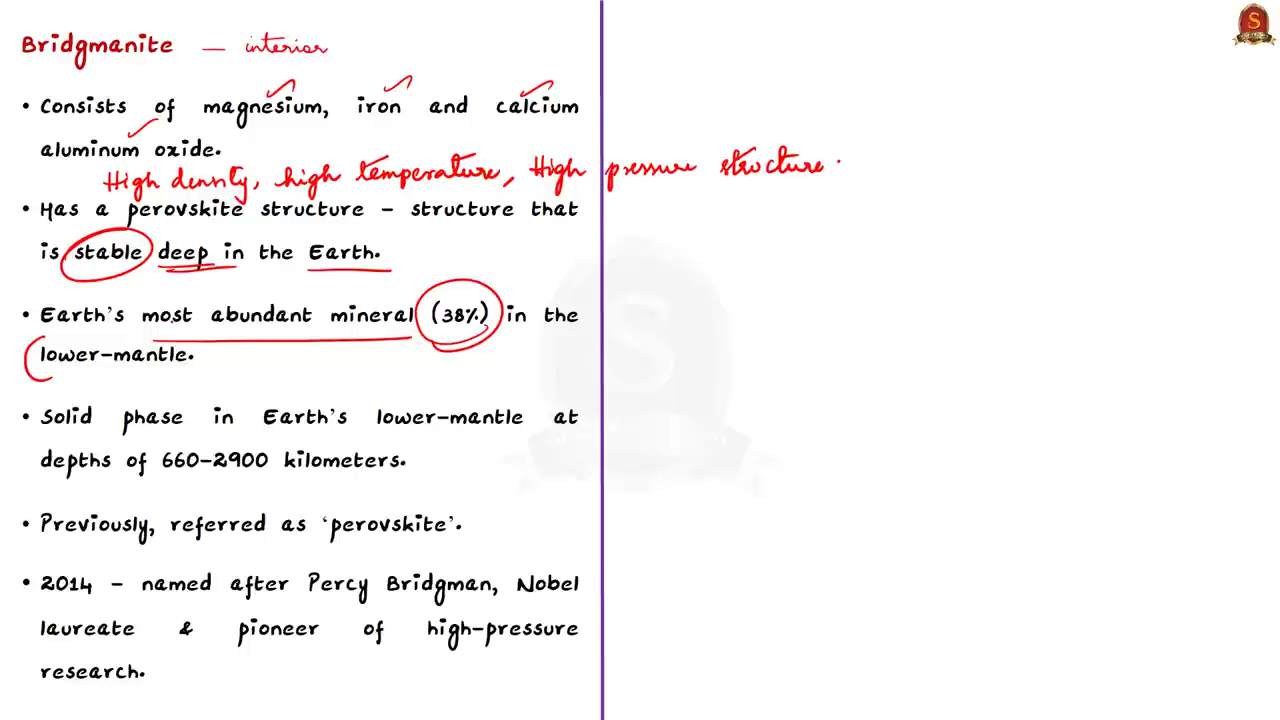 Bridgmanite — interior
• Consists of magnesium, iron and calcium
aluminum oxide.
High density, high temperature, High pressure structure.
• Has a perovskite structure – structure that
is stable deep in the Earth.
• Earth's most abundant mineral (38%) in the
lower-mantle.
• Solid phase in Earth's lower-mantle at
depths of 660-2900 kilometers.
• Previously, referred as 'perovskite'.
• 2014 – named after Percy Bridgman, Nobel
laureate & pioneer of high-pressure
research.
S
S